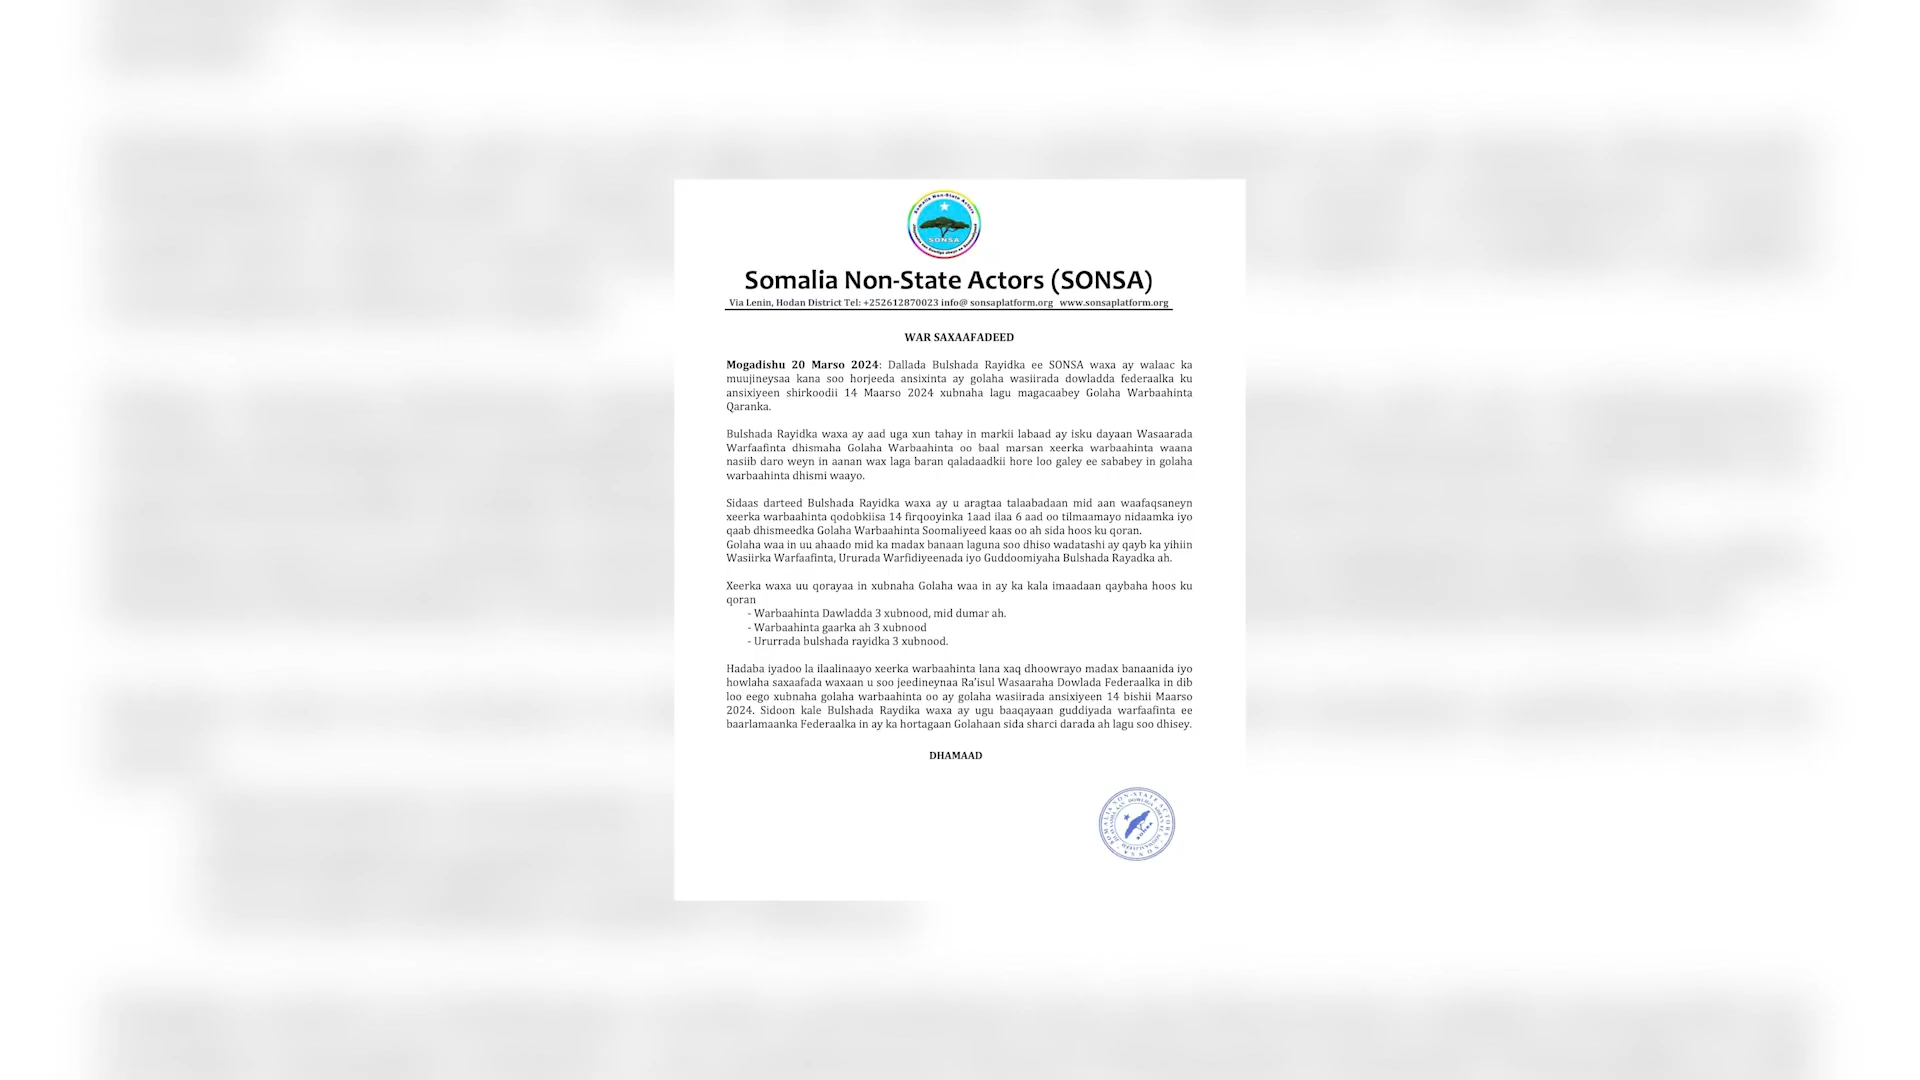 Somalia Non-State Actors
SONSA
Somalia Non-State Actors (SONSA)
Via Lenin, Hodan District Tel: +252612870023 info@ sonsaplatform.org www.sonsaplatform.org
WAR SAXAAFADEED
Mogadishu 20 Marso 2024: Dallada Bulshada Rayidka ee SONSA waxa ay walaac ka
muujineysaa kana soo horjeeda ansixinta ay golaha wasiirada dowladda federaalka ku
ansixiyeen shirkoodii 14 Maarso 2024 xubnaha lagu magacaabey Golaha Warbaahinta
Qaranka.
Bulshada Rayidka waxa ay aad uga xun tahay in markii labaad ay isku dayaan Wasaarada
Warfaafinta dhismaha Golaha Warbaahinta oo baal marsan xeerka warbaahinta waana
nasiib daro weyn in aanan wax laga baran qaladaadkii hore loo galey ee sababey in golaha
warbaahinta dhismi waayo.
Sidaas darteed Bulshada Rayidka waxa ay u aragtaa talaabadaan mid aan waafaqsaneyn
xeerka warbaahinta qodobkiisa 14 firqooyinka 1aad ilaa 6 aad oo tilmaamayo nidaamka iyo
qaab dhismeedka Golaha Warbaahinta Soomaliyeed kaas oo ah sida hoos ku qoran.
Golaha waa in uu ahaado mid ka madax banaan laguna soo dhiso wadatashi ay qayb ka yihiin
Wasiirka Warfaafinta, Ururada Warfidiyeenada iyo Guddoomiyaha Bulshada Rayadka ah.
Xeerka waxa uu qorayaa in xubnaha Golaha waa in ay ka kala imaadaan qaybaha hoos ku
qoran
- Warbaahinta Dawladda 3 xubnood, mid dumar ah.
- Warbaahinta gaarka ah 3 xubnood
- Ururrada bulshada rayidka 3 xubnood.
Hadaba iyadoo la ilaalinaayo xeerka warbaahinta lana xaq dhoowrayo madax banaanida iyo
howlaha saxaafada waxaan u soo jeedineynaa Ra'isul Wasaaraha Dowlada Federaalka in dib
loo eego xubnaha golaha warbaahinta oo ay golaha wasiirada ansixiyeen 14 bishii Maarso
2024. Sidoon kale Bulshada Raydika waxa ay ugu baaqayaan guddiyada warfaafinta ee
baarlamaanka Federaalka in ay ka hortagaan Golahaan sida sharci darada ah lagu soo dhisey.
DHAMAAD
SOMALIA NON-STATE ACTORS
SONSA